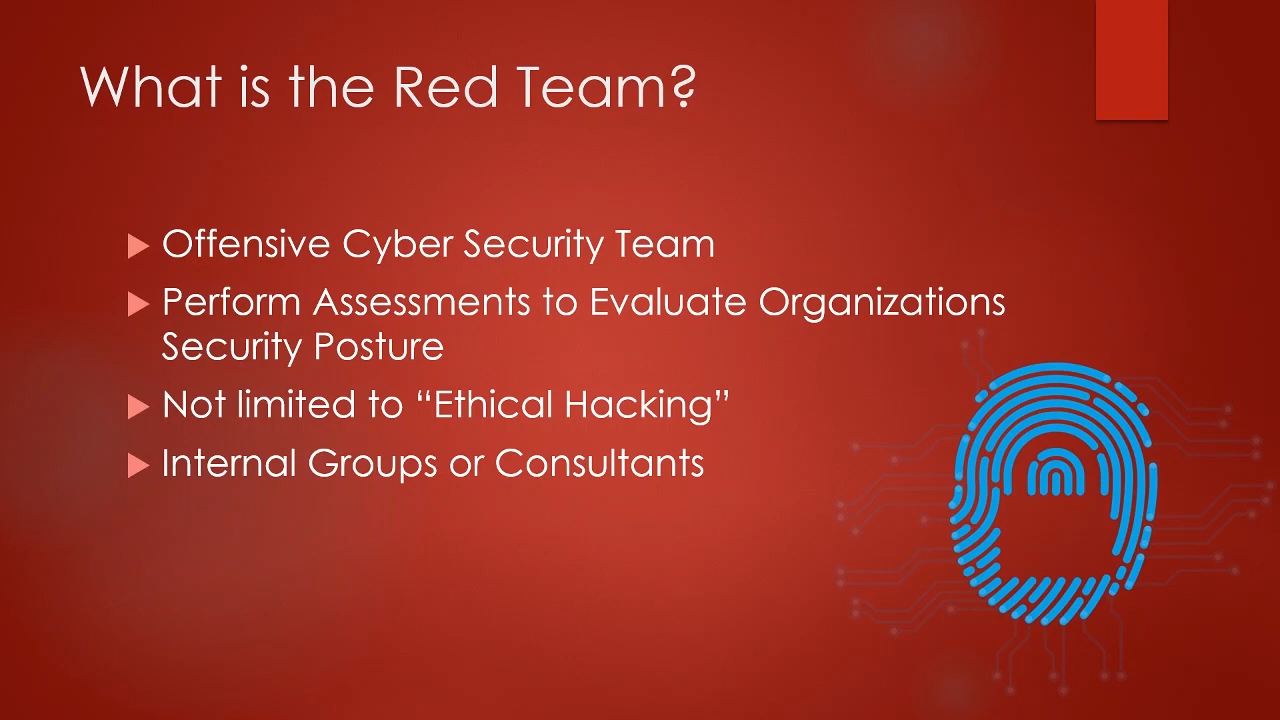 What is the Red Team?
Offensive Cyber Security Team
Perform Assessments to Evaluate Organizations
Security Posture
Not limited to “Ethical Hacking”
Internal Groups or Consultants